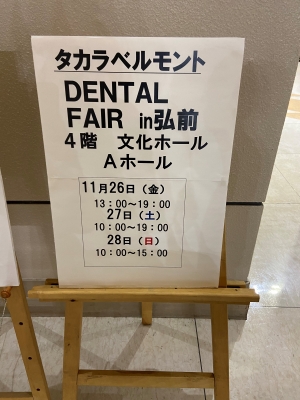 タカラベルモント
DENTAL
FAIR in弘前
4階 文化ホール
Aホール
11月26日(金)
13:00~19:00
27日(土)
10:00~19:00
28日(日)
10:00~15:00